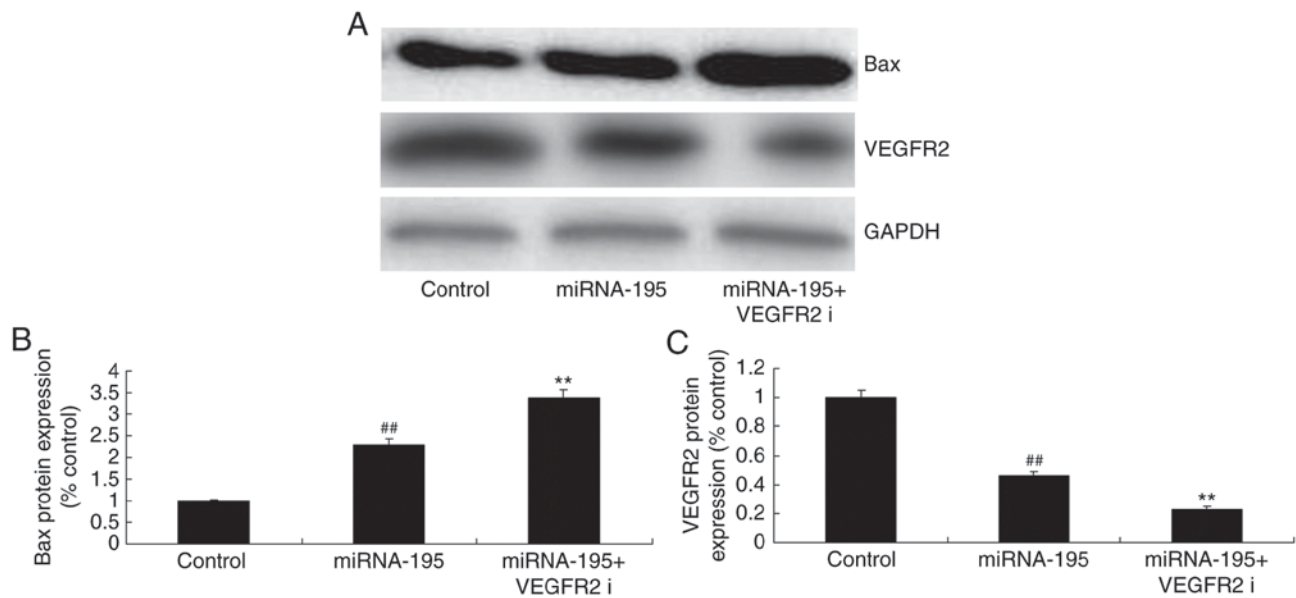 A
Bax
VEGFR2
GAPDH
Control miRNA-195 miRNA-195+
VEGFR2 i
B
Bax protein expression
(% control)
4
3.5
3
2.5
2
1.5
1
0.5
0
##
**
Control miRNA-195 miRNA-195+
VEGFR2 i
C
VEGFR2 protein
expression (% control)
1.2
1
0.8
0.6
0.4
0.2
0
##
**
Control miRNA-195 miRNA-195+
VEGFR2 i